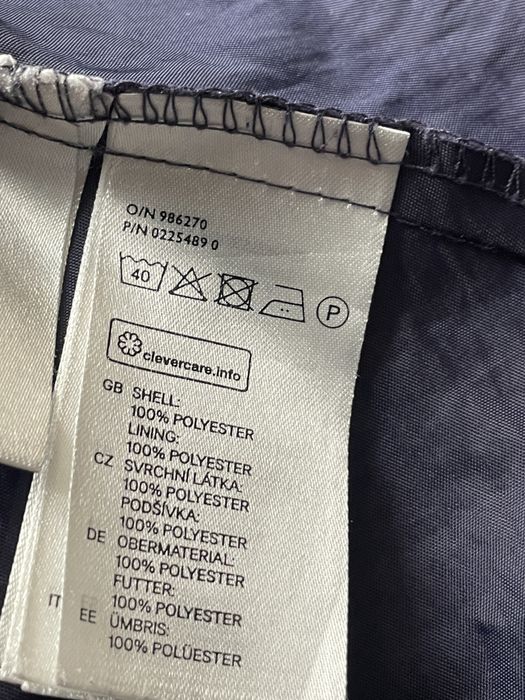 O/N 986270
P/N 0225489 0
40 P
clevercare.info
GB SHELL:
100% POLYESTER
LINING:
100% POLYESTER
CZ SVRCHNÍ LÁTKA:
100% POLYESTER
PODŠÍVKA:
100% POLYESTER
DE OBERMATERIAL:
100% POLYESTER
FUTTER:
100% POLYESTER
EE ÜMBRIS:
100% POLÜESTER
IT